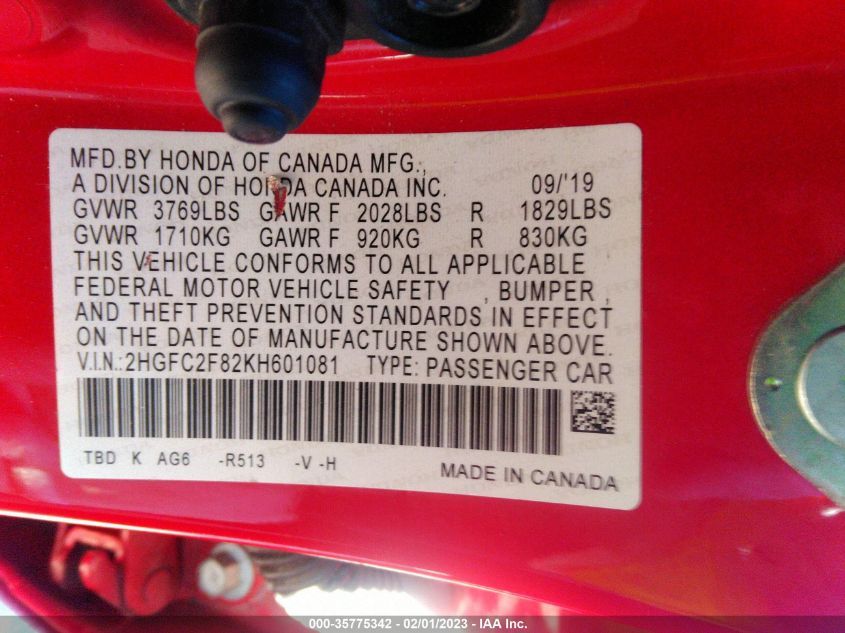 MFD.BY HONDA OF CANADA MFG.,
A DIVISION OF HONDA CANADA INC. 09/'19
GVWR 3769LBS GAWR F 2028LBS R 1829LBS
GVWR 1710KG GAWR F 920KG R 830KG
THIS VEHICLE CONFORMS TO ALL APPLICABLE
FEDERAL MOTOR VEHICLE SAFETY , BUMPER ,
AND THEFT PREVENTION STANDARDS IN EFFECT
ON THE DATE OF MANUFACTURE SHOWN ABOVE.
V.I.N.:2HGFC2F82KH601081 TYPE: PASSENGER CAR
TBD K AG6 -R513 -V -H MADE IN CANADA
000-35775342 - 02/01/2023 - IAA Inc.